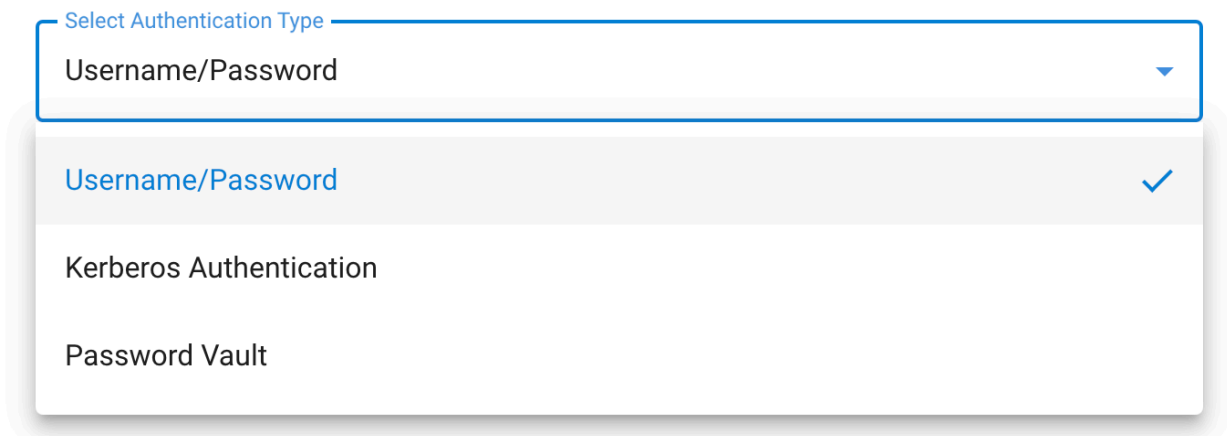 Select Authentication Type
Username/Password
Username/Password
Kerberos Authentication
Password Vault